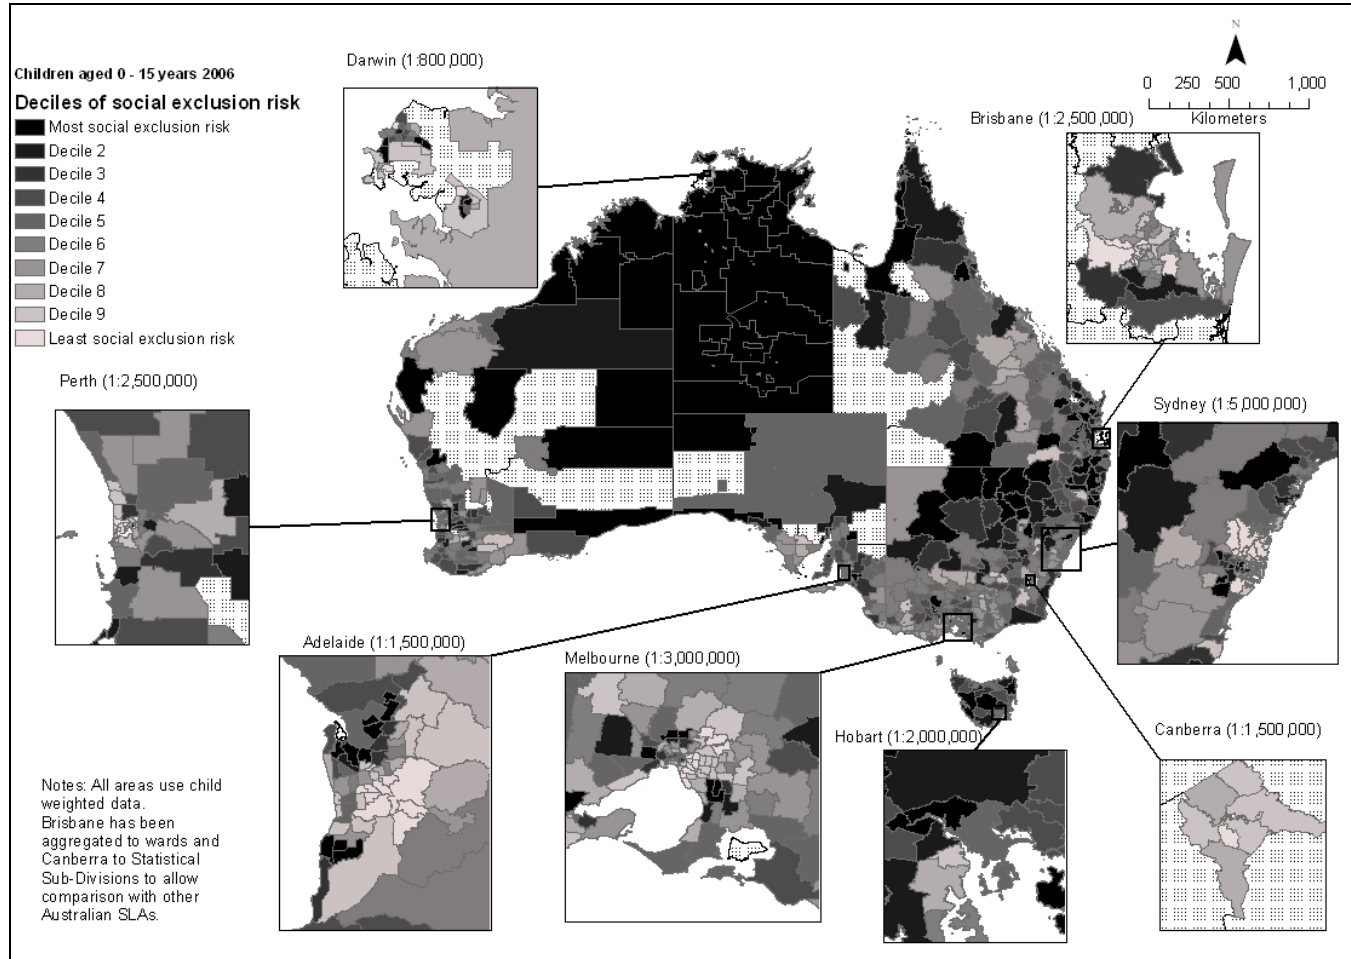 N
Darwin (1:800,000)
Children aged 0 - 15 years 2006
0 250 500 1,000
Kilometers
Deciles of social exclusion risk
Most social exclusion risk
Decile 2
Decile 3
Decile 4
Decile 5
Decile 6
Decile 7
Decile 8
Decile 9
Least social exclusion risk
Brisbane (1:2,500,000)
Perth (1:2,500,000)
Sydney (1:5,000,000)
Adelaide (1:1,500,000)
Melbourne (1:3,000,000)
Hobart (1:2,000,000)
Canberra (1:1,500,000)
Notes: All areas use child
weighted data.
Brisbane has been
aggregated to wards and
Canberra to Statistical
Sub-Divisions to allow
comparison with other
Australian SLAs.